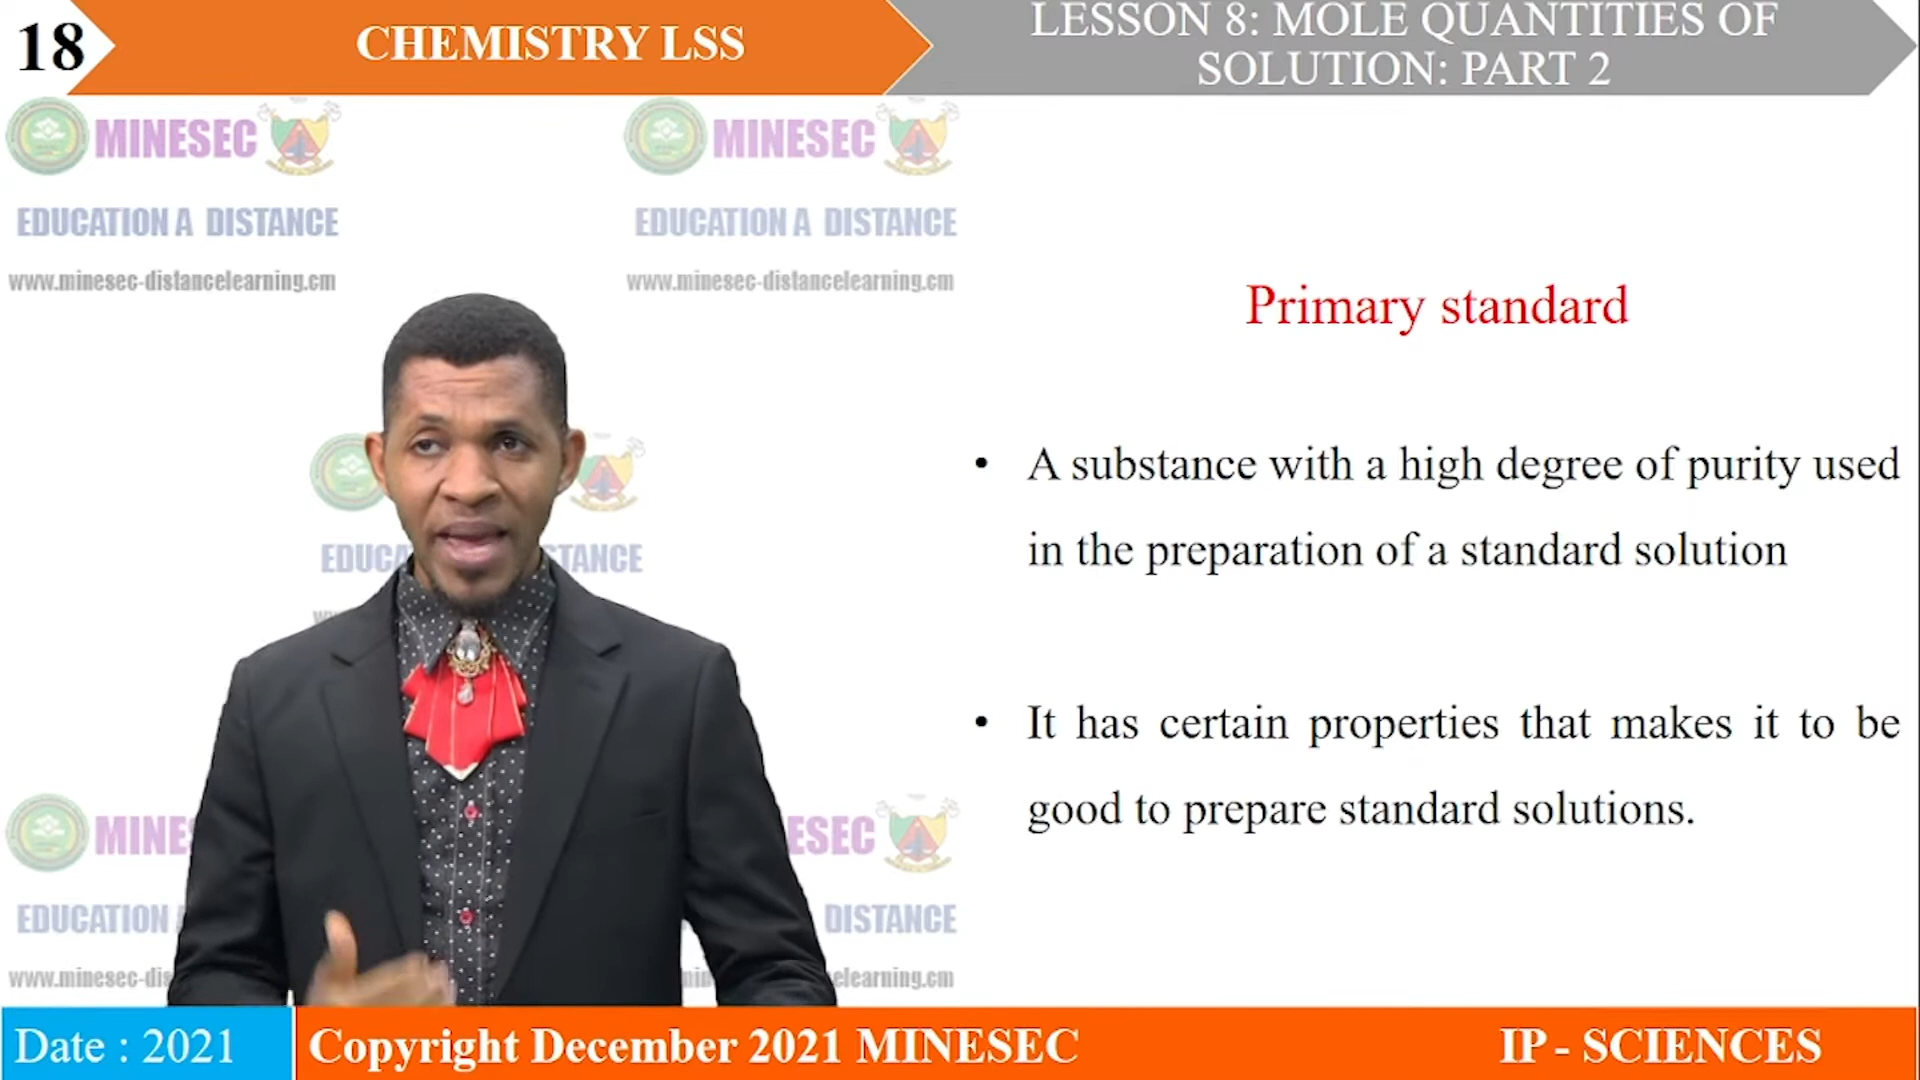 18
CHEMISTRY LSS
LESSON 8: MOLE QUANTITIES OF
SOLUTION: PART 2
MINESEC
MINESEC
EDUCATION A DISTANCE
EDUCATION A DISTANCE
www.minesec-distancelearning.cm
www.minesec-distancelearning.cm
Primary standard
• A substance with a high degree of purity used
in the preparation of a standard solution
• It has certain properties that makes it to be
good to prepare standard solutions.
EDUCATION
DISTANCE
Date : 2021
Copyright December 2021 MINESEC
IP - SCIENCES